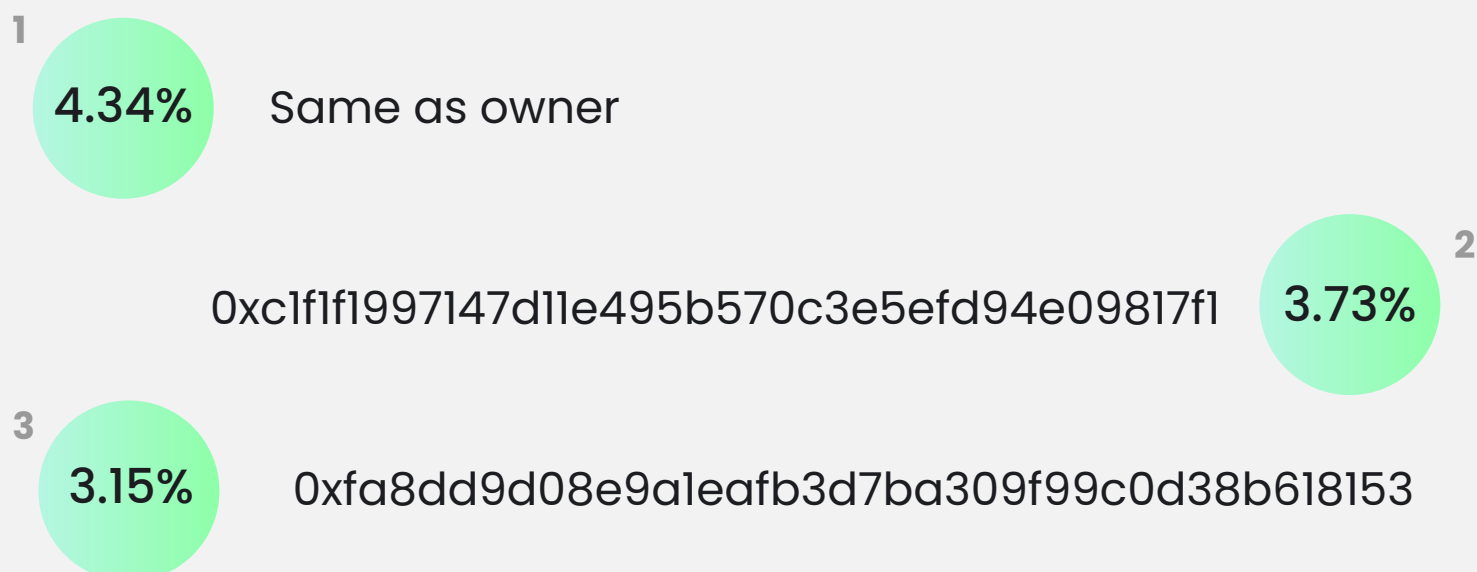 1
4.34% Same as owner
0xc1f1f1997147d11e495b570c3e5efd94e09817f1 3.73% 2
3
3.15% 0xfa8dd9d08e9a1eafb3d7ba309f99c0d38b618153